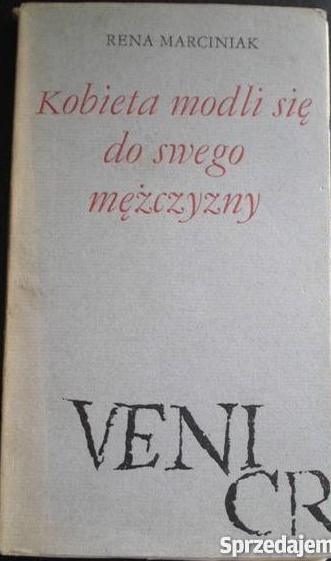 RENA MARCINIAK
Kobieta modli się
do swego
mężczyzny
VENI
CR
Sprzedajem